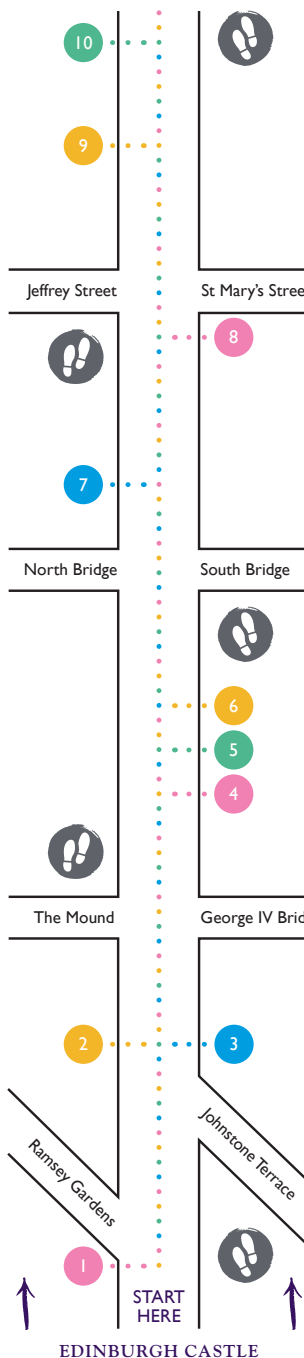 10
9
Jeffrey Street
St Mary's Stree
8
7
North Bridge
South Bridge
6
5
4
The Mound
George IV Brid
2
3
Ramsey Gardens
Johnstone Terrace
1
START
HERE
EDINBURGH CASTLE